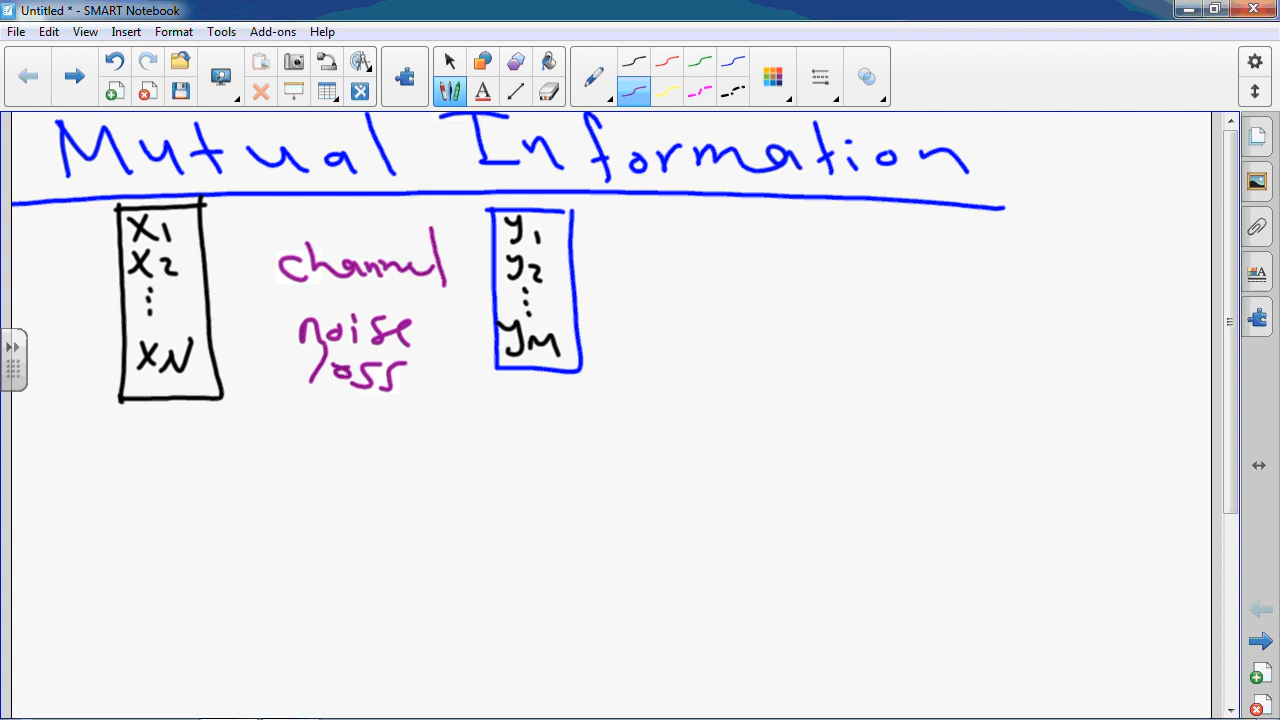 Untitled * - SMART Notebook
File Edit View Insert Format Tools Add-ons Help
Mutual Information
x1
x2
⋮
xN
channel
noise
loss
y1
y2
⋮
yM